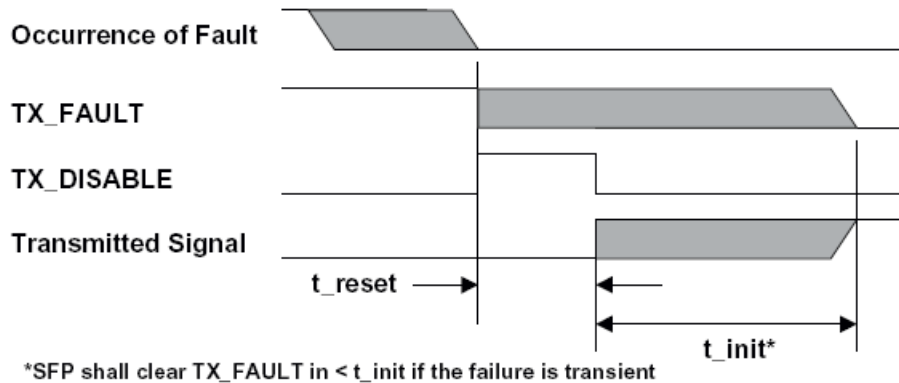 Occurrence of Fault
TX_FAULT
TX_DISABLE
Transmitted Signal
t_reset
t_init*
*SFP shall clear TX_FAULT in < t_init if the failure is transient